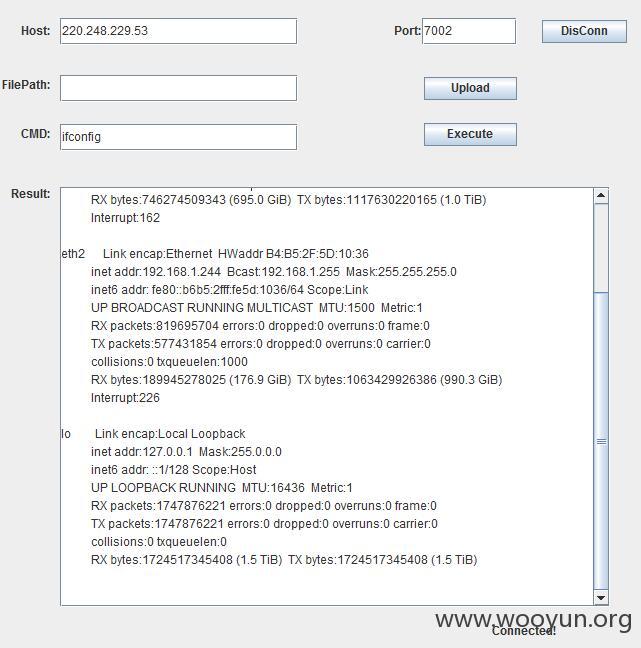 Host: 220.248.229.53 Port: 7002 DisConn
FilePath: Upload
CMD: ifconfig Execute
Result:
RX bytes:746274509343 (695.0 GiB) TX bytes:1117630220165 (1.0 TiB)
Interrupt:162
eth2 Link encap:Ethernet HWaddr B4:B5:2F:5D:10:36
inet addr:192.168.1.244 Bcast:192.168.1.255 Mask:255.255.255.0
inet6 addr: fe80::b6b5:2fff:fe5d:1036/64 Scope:Link
UP BROADCAST RUNNING MULTICAST MTU:1500 Metric:1
RX packets:819695704 errors:0 dropped:0 overruns:0 frame:0
TX packets:577431854 errors:0 dropped:0 overruns:0 carrier:0
collisions:0 txqueuelen:1000
RX bytes:189945278025 (176.9 GiB) TX bytes:1063429926386 (990.3 GiB)
Interrupt:226
lo Link encap:Local Loopback
inet addr:127.0.0.1 Mask:255.0.0.0
inet6 addr: ::1/128 Scope:Host
UP LOOPBACK RUNNING MTU:16436 Metric:1
RX packets:1747876221 errors:0 dropped:0 overruns:0 frame:0
TX packets:1747876221 errors:0 dropped:0 overruns:0 carrier:0
collisions:0 txqueuelen:0
RX bytes:1724517345408 (1.5 TiB) TX bytes:1724517345408 (1.5 TiB)
www.wooyun.org
Connected!